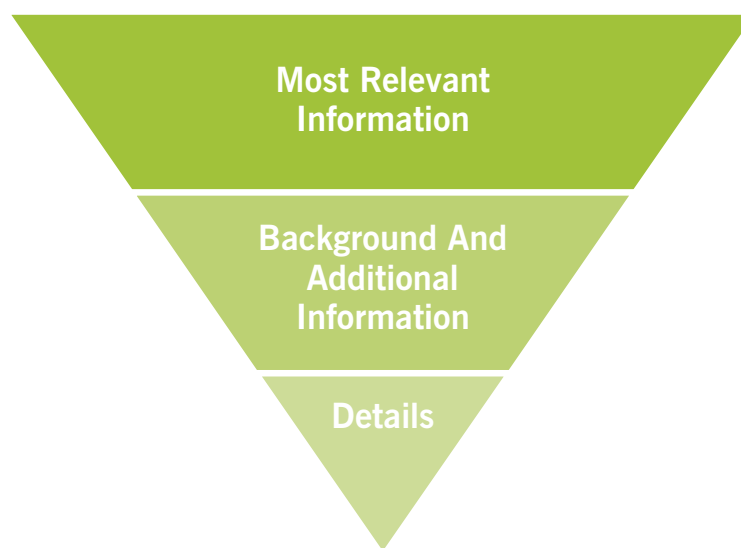 Most Relevant
Information
Background And
Additional
Information
Details